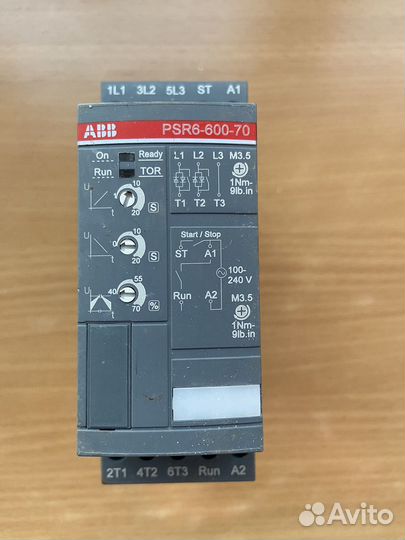 1L1 3L2 5L3 ST A1
ABB PSR6-600-70
On Ready
Run TOR
L1 L2 L3 M3.5
1Nm-
9lb.in
T1 T2 T3
U 10
1
20 S
t
U 10
0
20 S
t
U 55
40
70 %
t
Start / Stop
ST A1
100-
240 V
Run A2
M3.5
1Nm-
9lb.in
2T1 4T2 6T3 Run A2
Avito